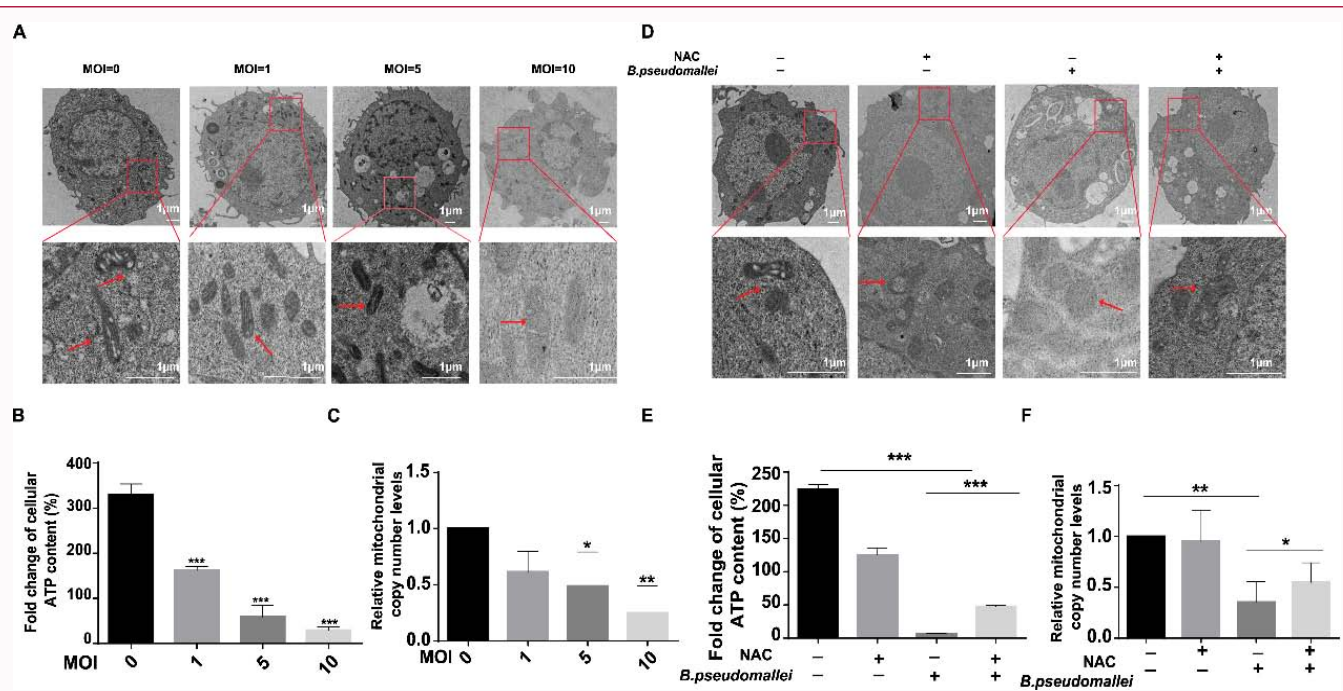 A
MOI=0 MOI=1 MOI=5 MOI=10
1μm 1μm 1μm 1μm
1μm 1μm 1μm 1μm
D
NAC – + – +
B.pseudomallei – – + +
1μm 1μm 1μm 1μm
1μm 1μm 1μm 1μm
B
Fold change of cellular
ATP content (%)
400
300
200
100
0
***
***
***
MOI 0 1 5 10
C
Relative mitochondrial
copy number levels
1.5
1.0
0.5
0.0
*
**
MOI 0 1 5 10
E
Fold change of cellular
ATP content (%)
250
200
150
100
50
0
***
***
NAC – + – +
B.pseudomallei – – + +
F
Relative mitochondrial
copy number levels
1.5
1.0
0.5
0.0
**
*
NAC – + – +
B.pseudomallei – – + +